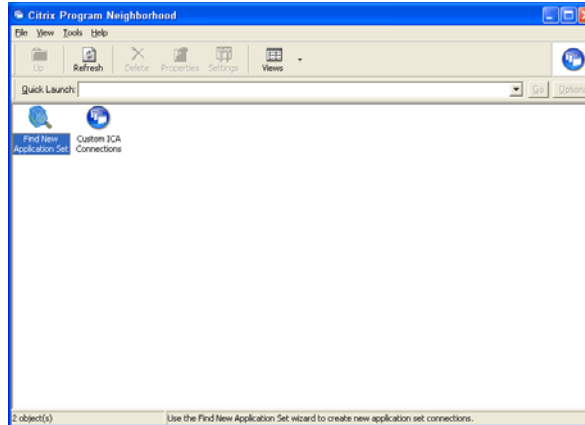 Citrix Program Neighborhood
File View Tools Help
Up Refresh Delete Properties Settings Views
Quick Launch: Go Options
Find New Application Set
Custom ICA Connections
2 object(s) Use the Find New Application Set wizard to create new application set connections.